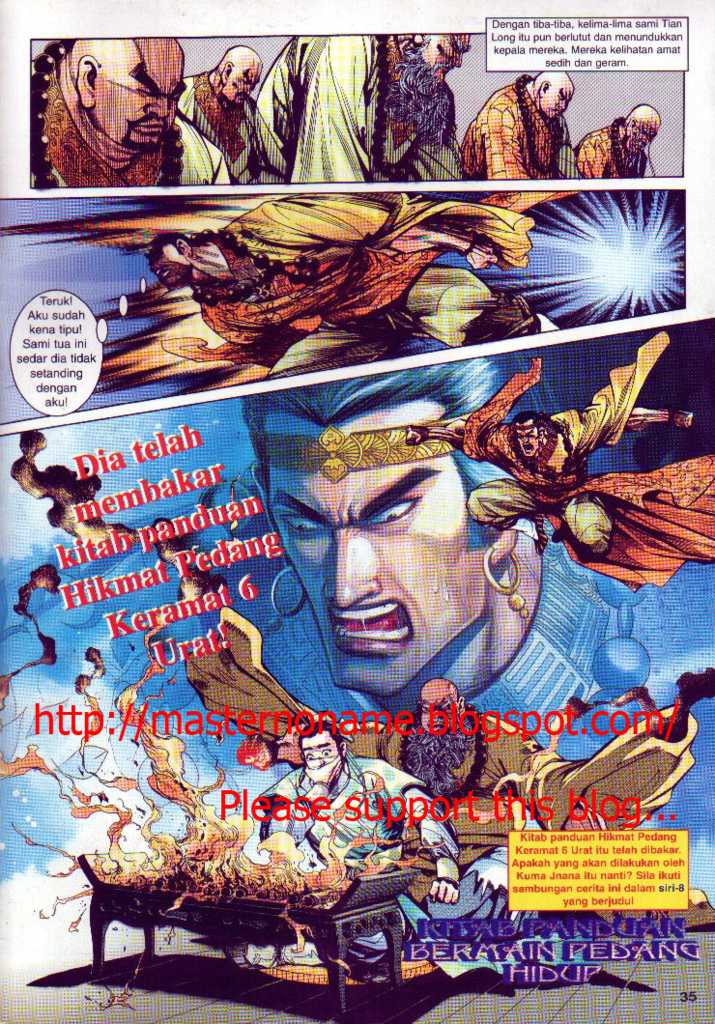 Dengan tiba-tiba, kelima-lima sami Tian
Long itu pun berlutut dan menundukkan
kepala mereka. Mereka kelihatan amat
sedih dan geram.
Teruk!
Aku sudah
kena tipu!
Sami tua ini
sedar dia tidak
setanding
dengan
aku!
Dia telah
membakar
kitab panduan
Hikmat Pedang
Keramat 6
Urat!
http://masternoname.blogspot.com/
Please support this blog...
Kitab panduan Hikmat Pedang
Keramat 6 Urat itu telah dibakar.
Apakah yang akan dilakukan oleh
Kuma Jnana itu nanti? Sila ikuti
sambungan cerita ini dalam siri-8
yang berjudul
KITAB PANDUAN
BERMAIN PEDANG
HIDUP
35